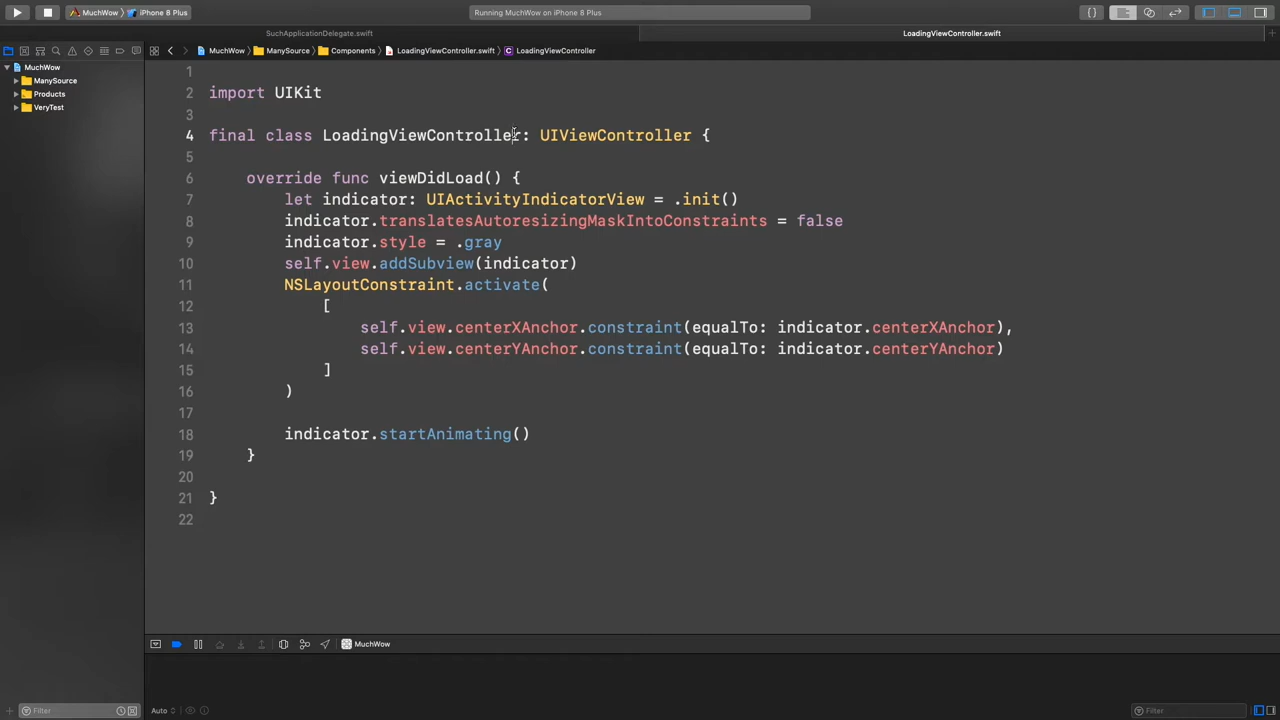 MuchWow
iPhone 8 Plus
Running MuchWow on iPhone 8 Plus
SuchApplicationDelegate.swift
LoadingViewController.swift
MuchWow
ManySource
Components
LoadingViewController.swift
LoadingViewController
MuchWow
ManySource
Products
VeryTest
1
2 import UIKit
3
4 final class LoadingViewController: UIViewController {
5
6 override func viewDidLoad() {
7 let indicator: UIActivityIndicatorView = .init()
8 indicator.translatesAutoresizingMaskIntoConstraints = false
9 indicator.style = .gray
10 self.view.addSubview(indicator)
11 NSLayoutConstraint.activate(
12 [
13 self.view.centerXAnchor.constraint(equalTo: indicator.centerXAnchor),
14 self.view.centerYAnchor.constraint(equalTo: indicator.centerYAnchor)
15 ]
16 )
17
18 indicator.startAnimating()
19 }
20
21 }
22
MuchWow
Filter
Auto
Filter